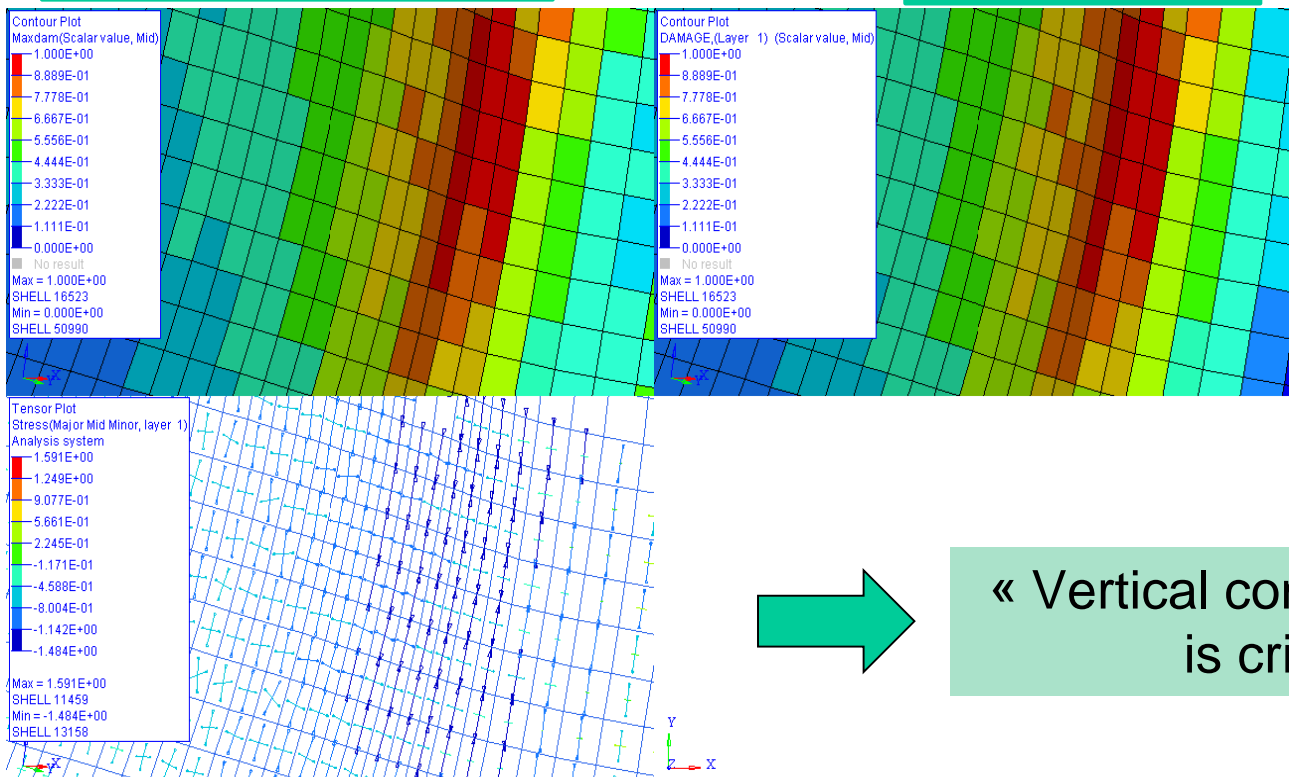 Contour Plot
Maxdam(Scalar value, Mid)
1.000E+00
8.889E-01
7.778E-01
6.667E-01
5.556E-01
4.444E-01
3.333E-01
2.222E-01
1.111E-01
0.000E+00
No result
Max = 1.000E+00
SHELL 16523
Min = 0.000E+00
SHELL 50990
X
Contour Plot
DAMAGE,(Layer 1) (Scalar value, Mid)
1.000E+00
8.889E-01
7.778E-01
6.667E-01
5.556E-01
4.444E-01
3.333E-01
2.222E-01
1.111E-01
0.000E+00
No result
Max = 1.000E+00
SHELL 16523
Min = 0.000E+00
SHELL 50990
X
Tensor Plot
Stress(Major Mid Minor, layer 1)
Analysis system
1.591E+00
1.249E+00
9.077E-01
5.661E-01
2.245E-01
-1.171E-01
-4.588E-01
-8.004E-01
-1.142E+00
-1.484E+00
Max = 1.591E+00
SHELL 11459
Min = -1.484E+00
SHELL 13158
X
Y
Z X
« Vertical
is